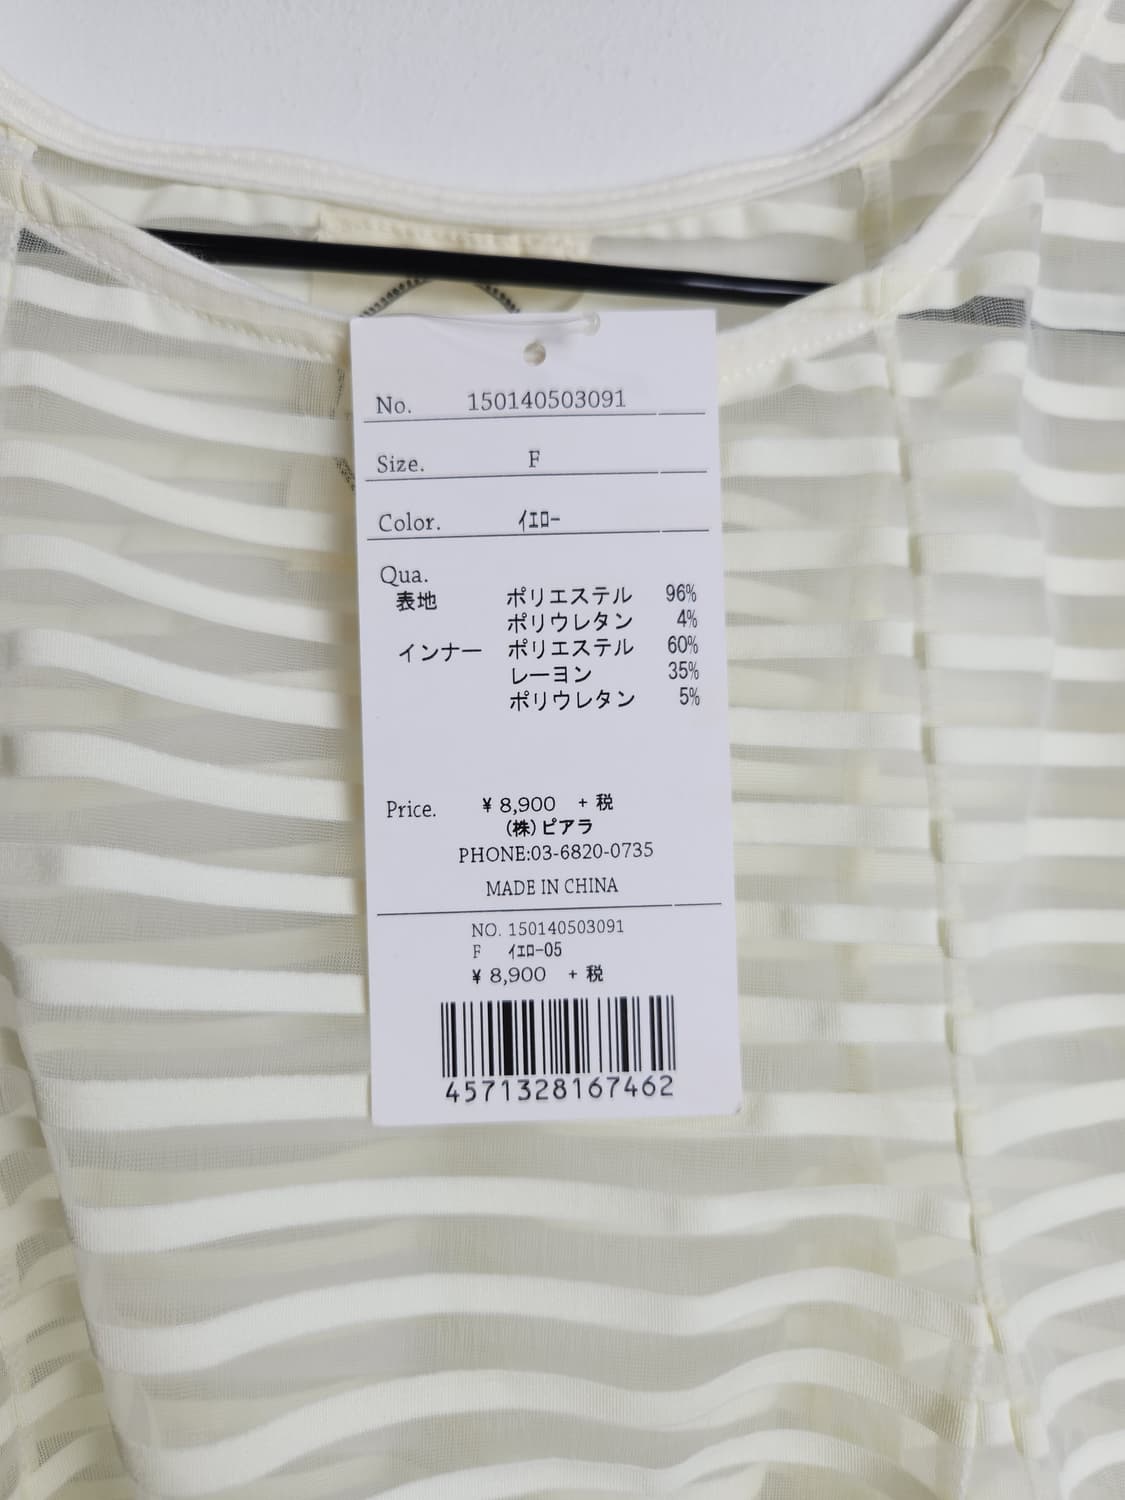 No. 150140503091
Size. F
Color. ｲｴﾛｰ
Qua.
表地 ポリエステル 96%
ポリウレタン 4%
インナー ポリエステル 60%
レーヨン 35%
ポリウレタン 5%
Price. ¥ 8,900 + 税
(株)ピアラ
PHONE:03-6820-0735
MADE IN CHINA
NO. 150140503091
F ｲｴﾛｰ05
¥ 8,900 + 税
4571328167462